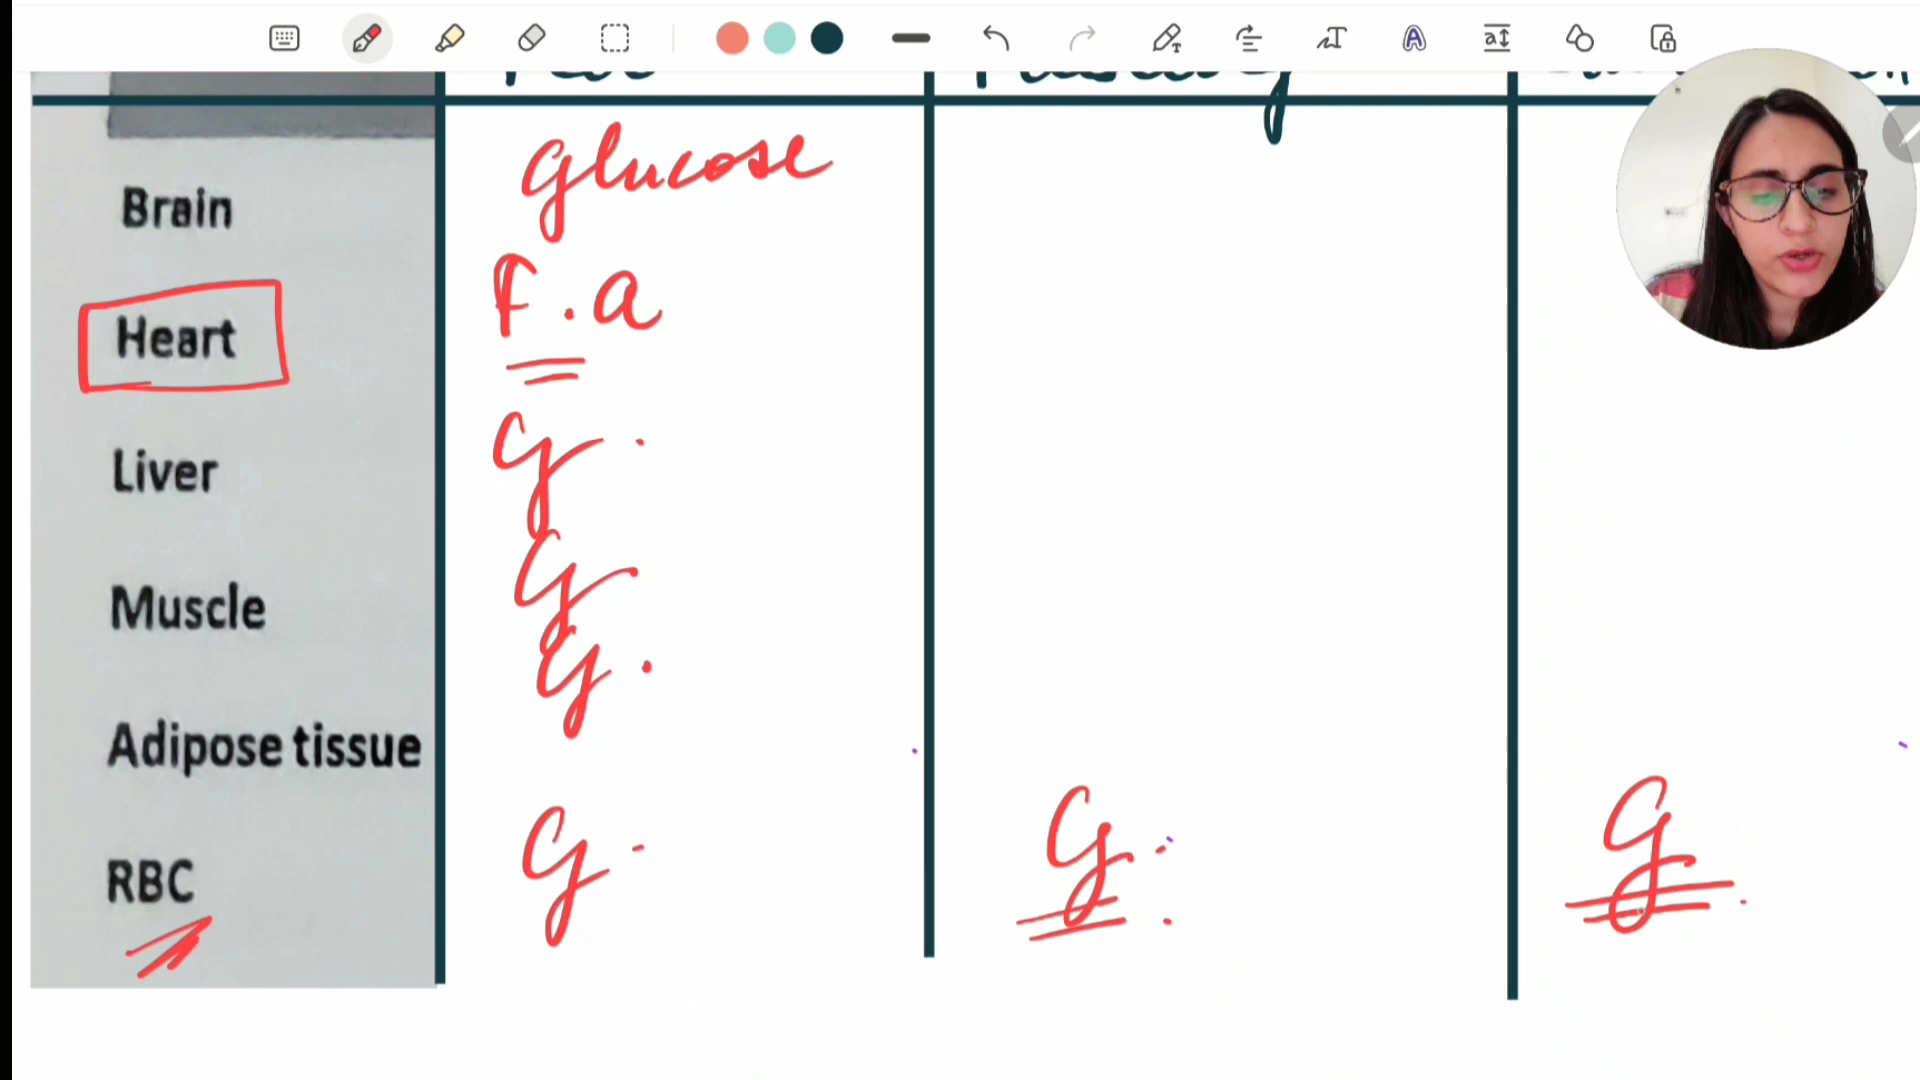 Brain glucose
Heart F.a
Liver G.
Muscle G
G.
Adipose tissue
RBC G. G. G.